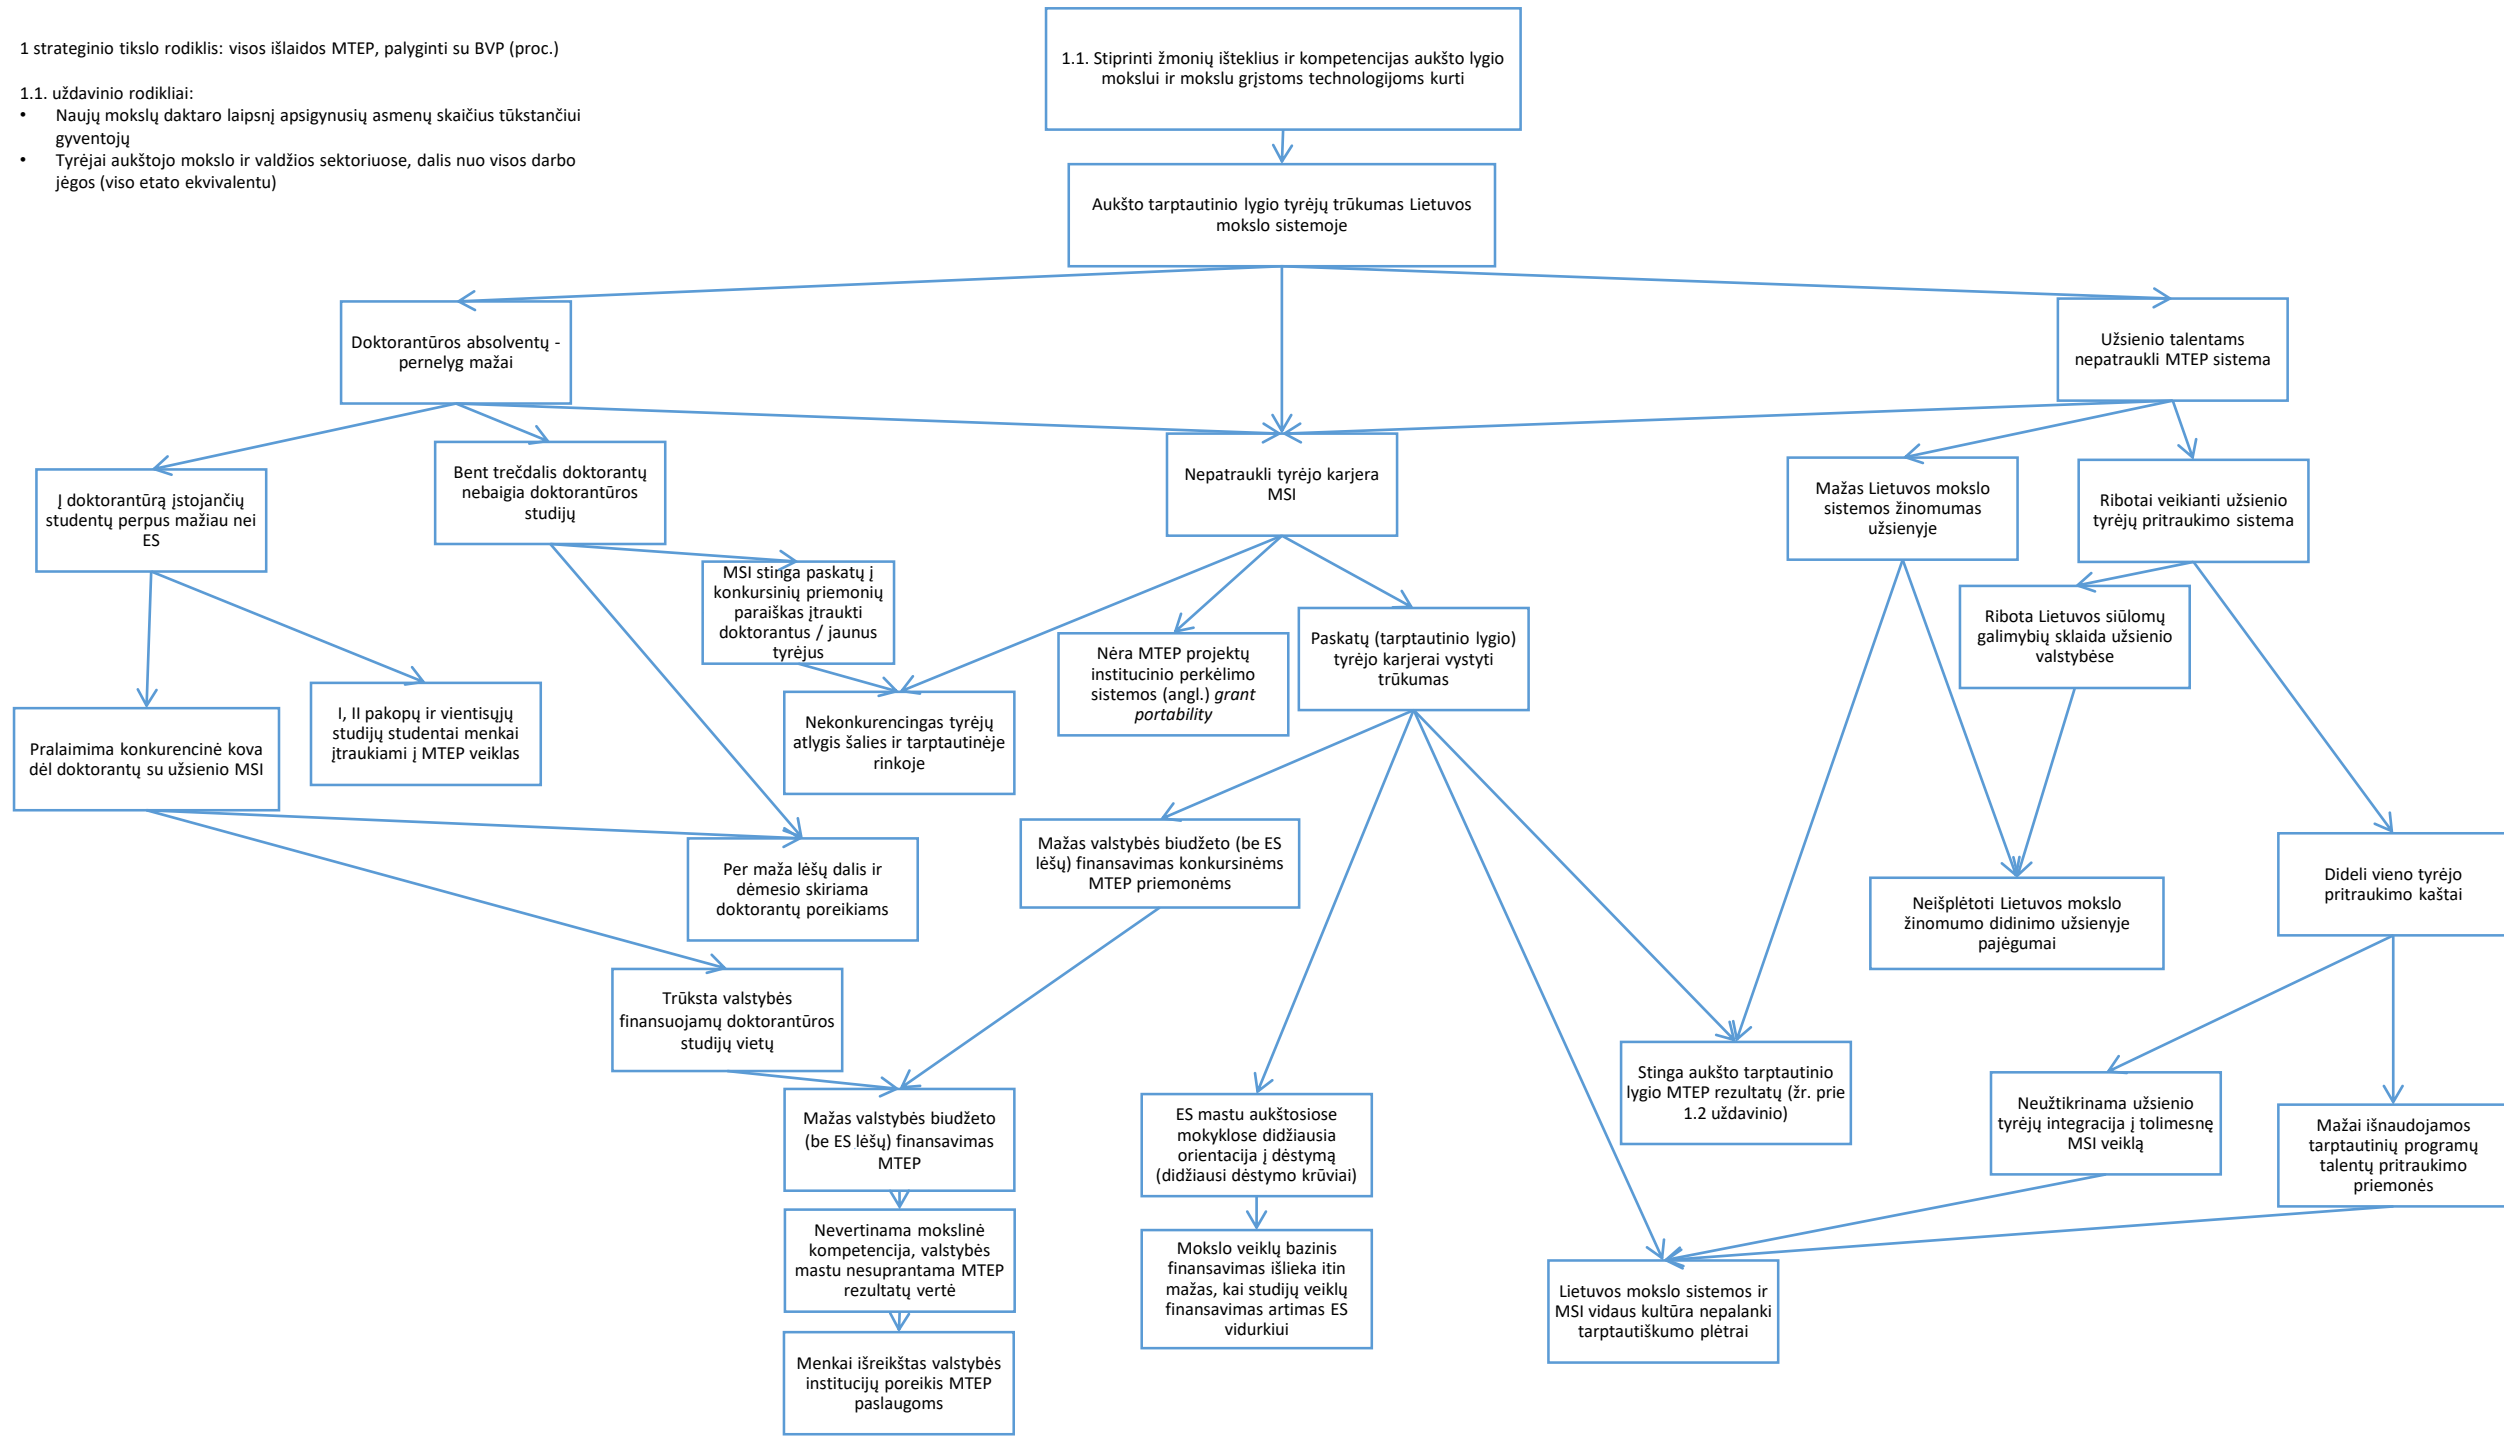 1 strateginio tikslo rodiklis: visos išlaidos MTEP, palyginti su BVP (proc.)
1.1. uždavinio rodikliai:
• Naujų mokslų daktaro laipsnį apsigynusių asmenų skaičius tūkstančiui
gyventojų
• Tyrėjai aukštojo mokslo ir valdžios sektoriuose, dalis nuo visos darbo
jėgos (viso etato ekvivalentu)
1.1. Stiprinti žmonių išteklius ir kompetencijas aukšto lygio
mokslui ir mokslu grįstoms technologijoms kurti
Aukšto tarptautinio lygio tyrėjų trūkumas Lietuvos
mokslo sistemoje
Doktorantūros absolventų -
pernelyg mažai
Užsienio talentams
nepatraukli MTEP sistema
Į doktorantūrą įstojančių
studentų perpus mažiau nei
ES
Bent trečdalis doktorantų
nebaigia doktorantūros
studijų
Nepatraukli tyrėjo karjera
MSI
Mažas Lietuvos mokslo
sistemos žinomumas
užsienyje
Ribotai veikianti užsienio
tyrėjų pritraukimo sistema
MSI stinga paskatų į
konkursinių priemonių
paraiškas įtraukti
doktorantus / jaunus
tyrėjus
Nėra MTEP projektų
institucinio perkėlimo
sistemos (angl.) grant
portability
Paskatų (tarptautinio lygio)
tyrėjo karjerai vystyti
trūkumas
Ribota Lietuvos siūlomų
galimybių sklaida užsienio
valstybėse
Pralaimima konkurencinė kova
dėl doktorantų su užsienio MSI
I, II pakopų ir vientisųjų
studijų studentai menkai
įtraukiami į MTEP veiklas
Nekonkurencingas tyrėjų
atlygis šalies ir tarptautinėje
rinkoje
Per maža lėšų dalis ir
dėmesio skiriama
doktorantų poreikiams
Mažas valstybės biudžeto (be ES
lėšų) finansavimas konkursinėms
MTEP priemonėms
Neišplėtoti Lietuvos mokslo
žinomumo didinimo užsienyje
pajėgumai
Dideli vieno tyrėjo
pritraukimo kaštai
Trūksta valstybės
finansuojamų doktorantūros
studijų vietų
Stinga aukšto tarptautinio
lygio MTEP rezultatų (žr. prie
1.2 uždavinio)
Mažas valstybės biudžeto
(be ES lėšų) finansavimas
MTEP
ES mastu aukštosiose
mokyklose didžiausia
orientacija į dėstymą
(didžiausi dėstymo krūviai)
Neužtikrinama užsienio
tyrėjų integracija į tolimesnę
MSI veiklą
Mažai išnaudojamos
tarptautinių programų
talentų pritraukimo
priemonės
Nevertinama mokslinė
kompetencija, valstybės
mastu nesuprantama MTEP
rezultatų vertė
Mokslo veiklų bazinis
finansavimas išlieka itin
mažas, kai studijų veiklų
finansavimas artimas ES
vidurkiui
Lietuvos mokslo sistemos ir
MSI vidaus kultūra nepalanki
tarptautiškumo plėtrai
Menkai išreikštas valstybės
institucijų poreikis MTEP
paslaugoms